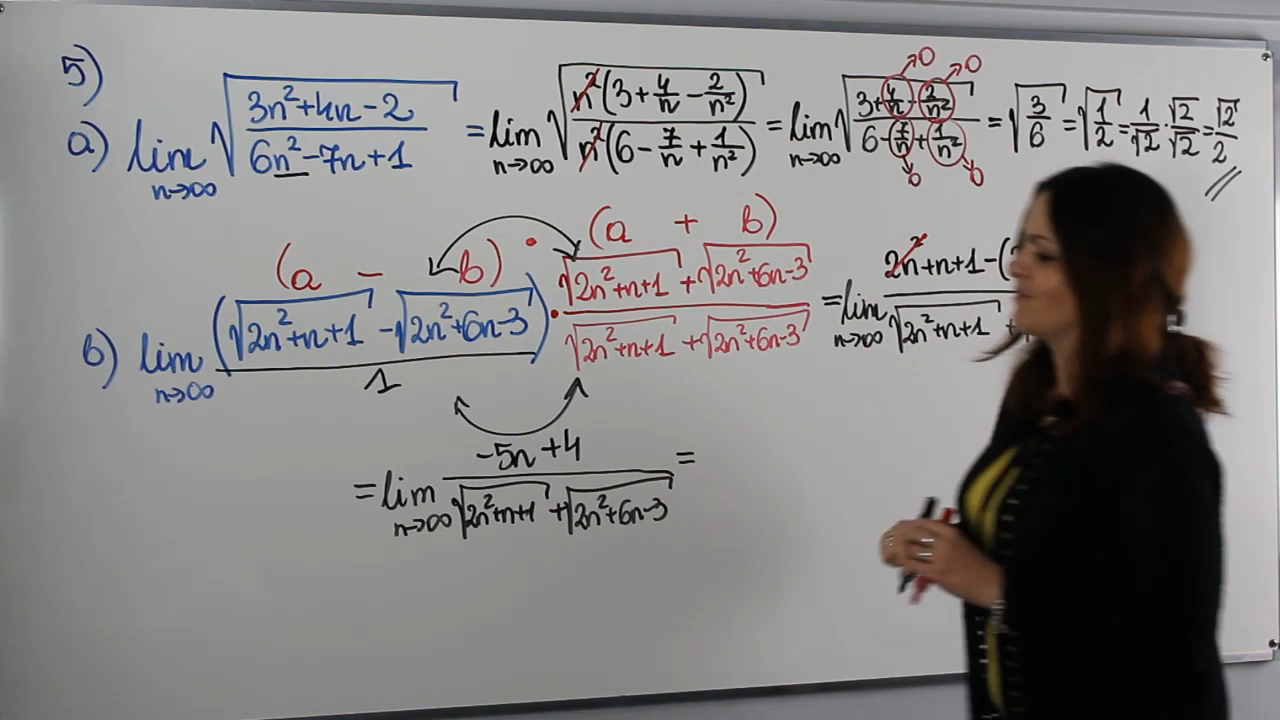 5)
a) lim n→∞ √((3n²+4n-2)/(6n²-7n+1)) = lim n→∞ √((n²(3+4/n-2/n²))/(n²(6-7/n+1/n²))) = lim n→∞ √((3+4/n-2/n²)/(6-7/n+1/n²)) = √(3/6) = √(1/2) = 1/√2 · √2/√2 = √2/2
→0 →0
→0 →0
(a - b) · (a + b)
б) lim n→∞ (√(2n²+n+1) - √(2n²+6n-3))/1 · (√(2n²+n+1) + √(2n²+6n-3))/(√(2n²+n+1) + √(2n²+6n-3)) = lim n→∞ (2n²+n+1-(2)/(√(2n²+n+1) +
= lim n→∞ (-5n+4)/(√(2n²+n+1) + √(2n²+6n-3)) =